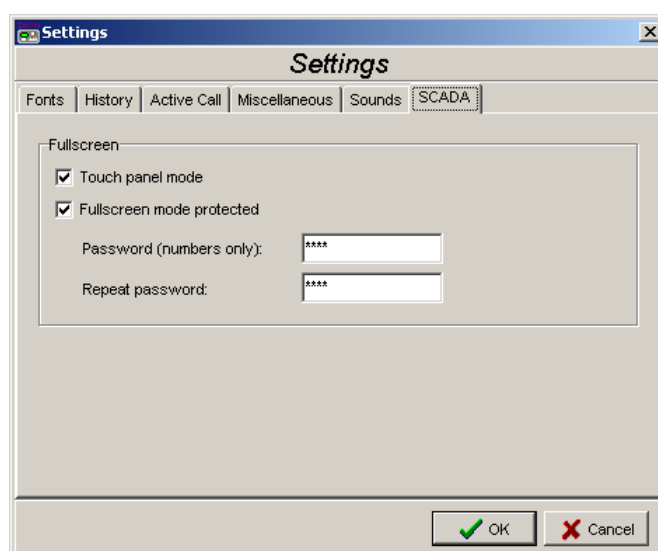 Settings
Settings
Fonts History Active Call Miscellaneous Sounds SCADA
Fullscreen
Touch panel mode
Fullscreen mode protected
Password (numbers only): ****
Repeat password: ****
OK Cancel